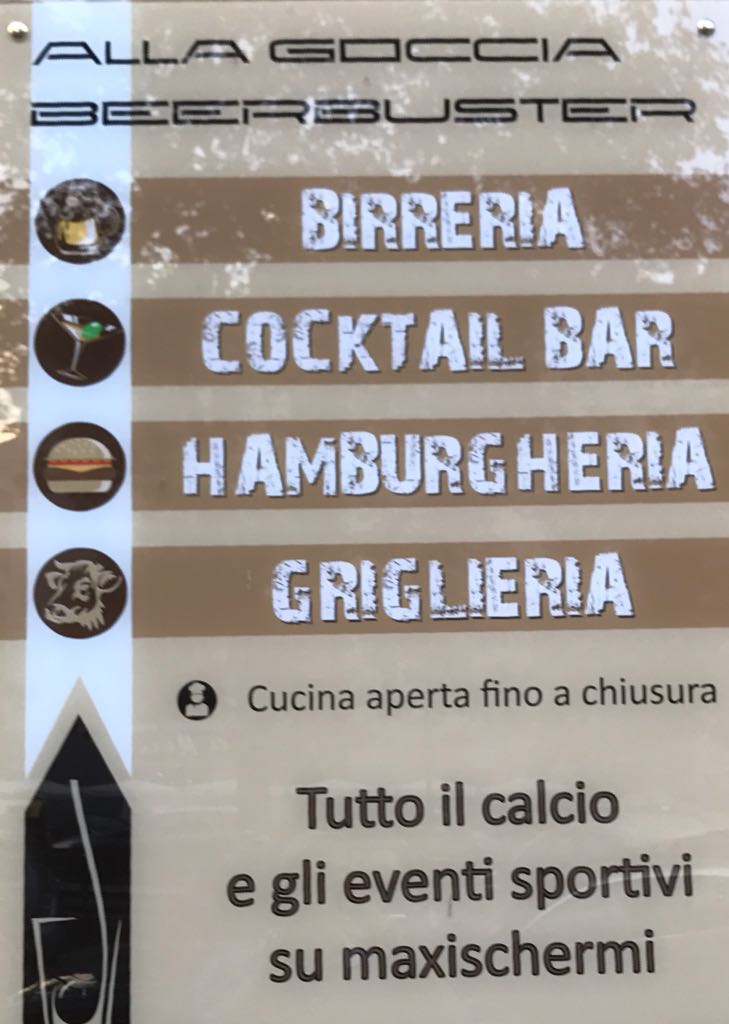 ALLA GOCCIA
BEERBUSTER
BIRRERIA
COCKTAIL BAR
HAMBURGHERIA
GRIGLIERIA
Cucina aperta fino a chiusura
Tutto il calcio
e gli eventi sportivi
su maxischermi